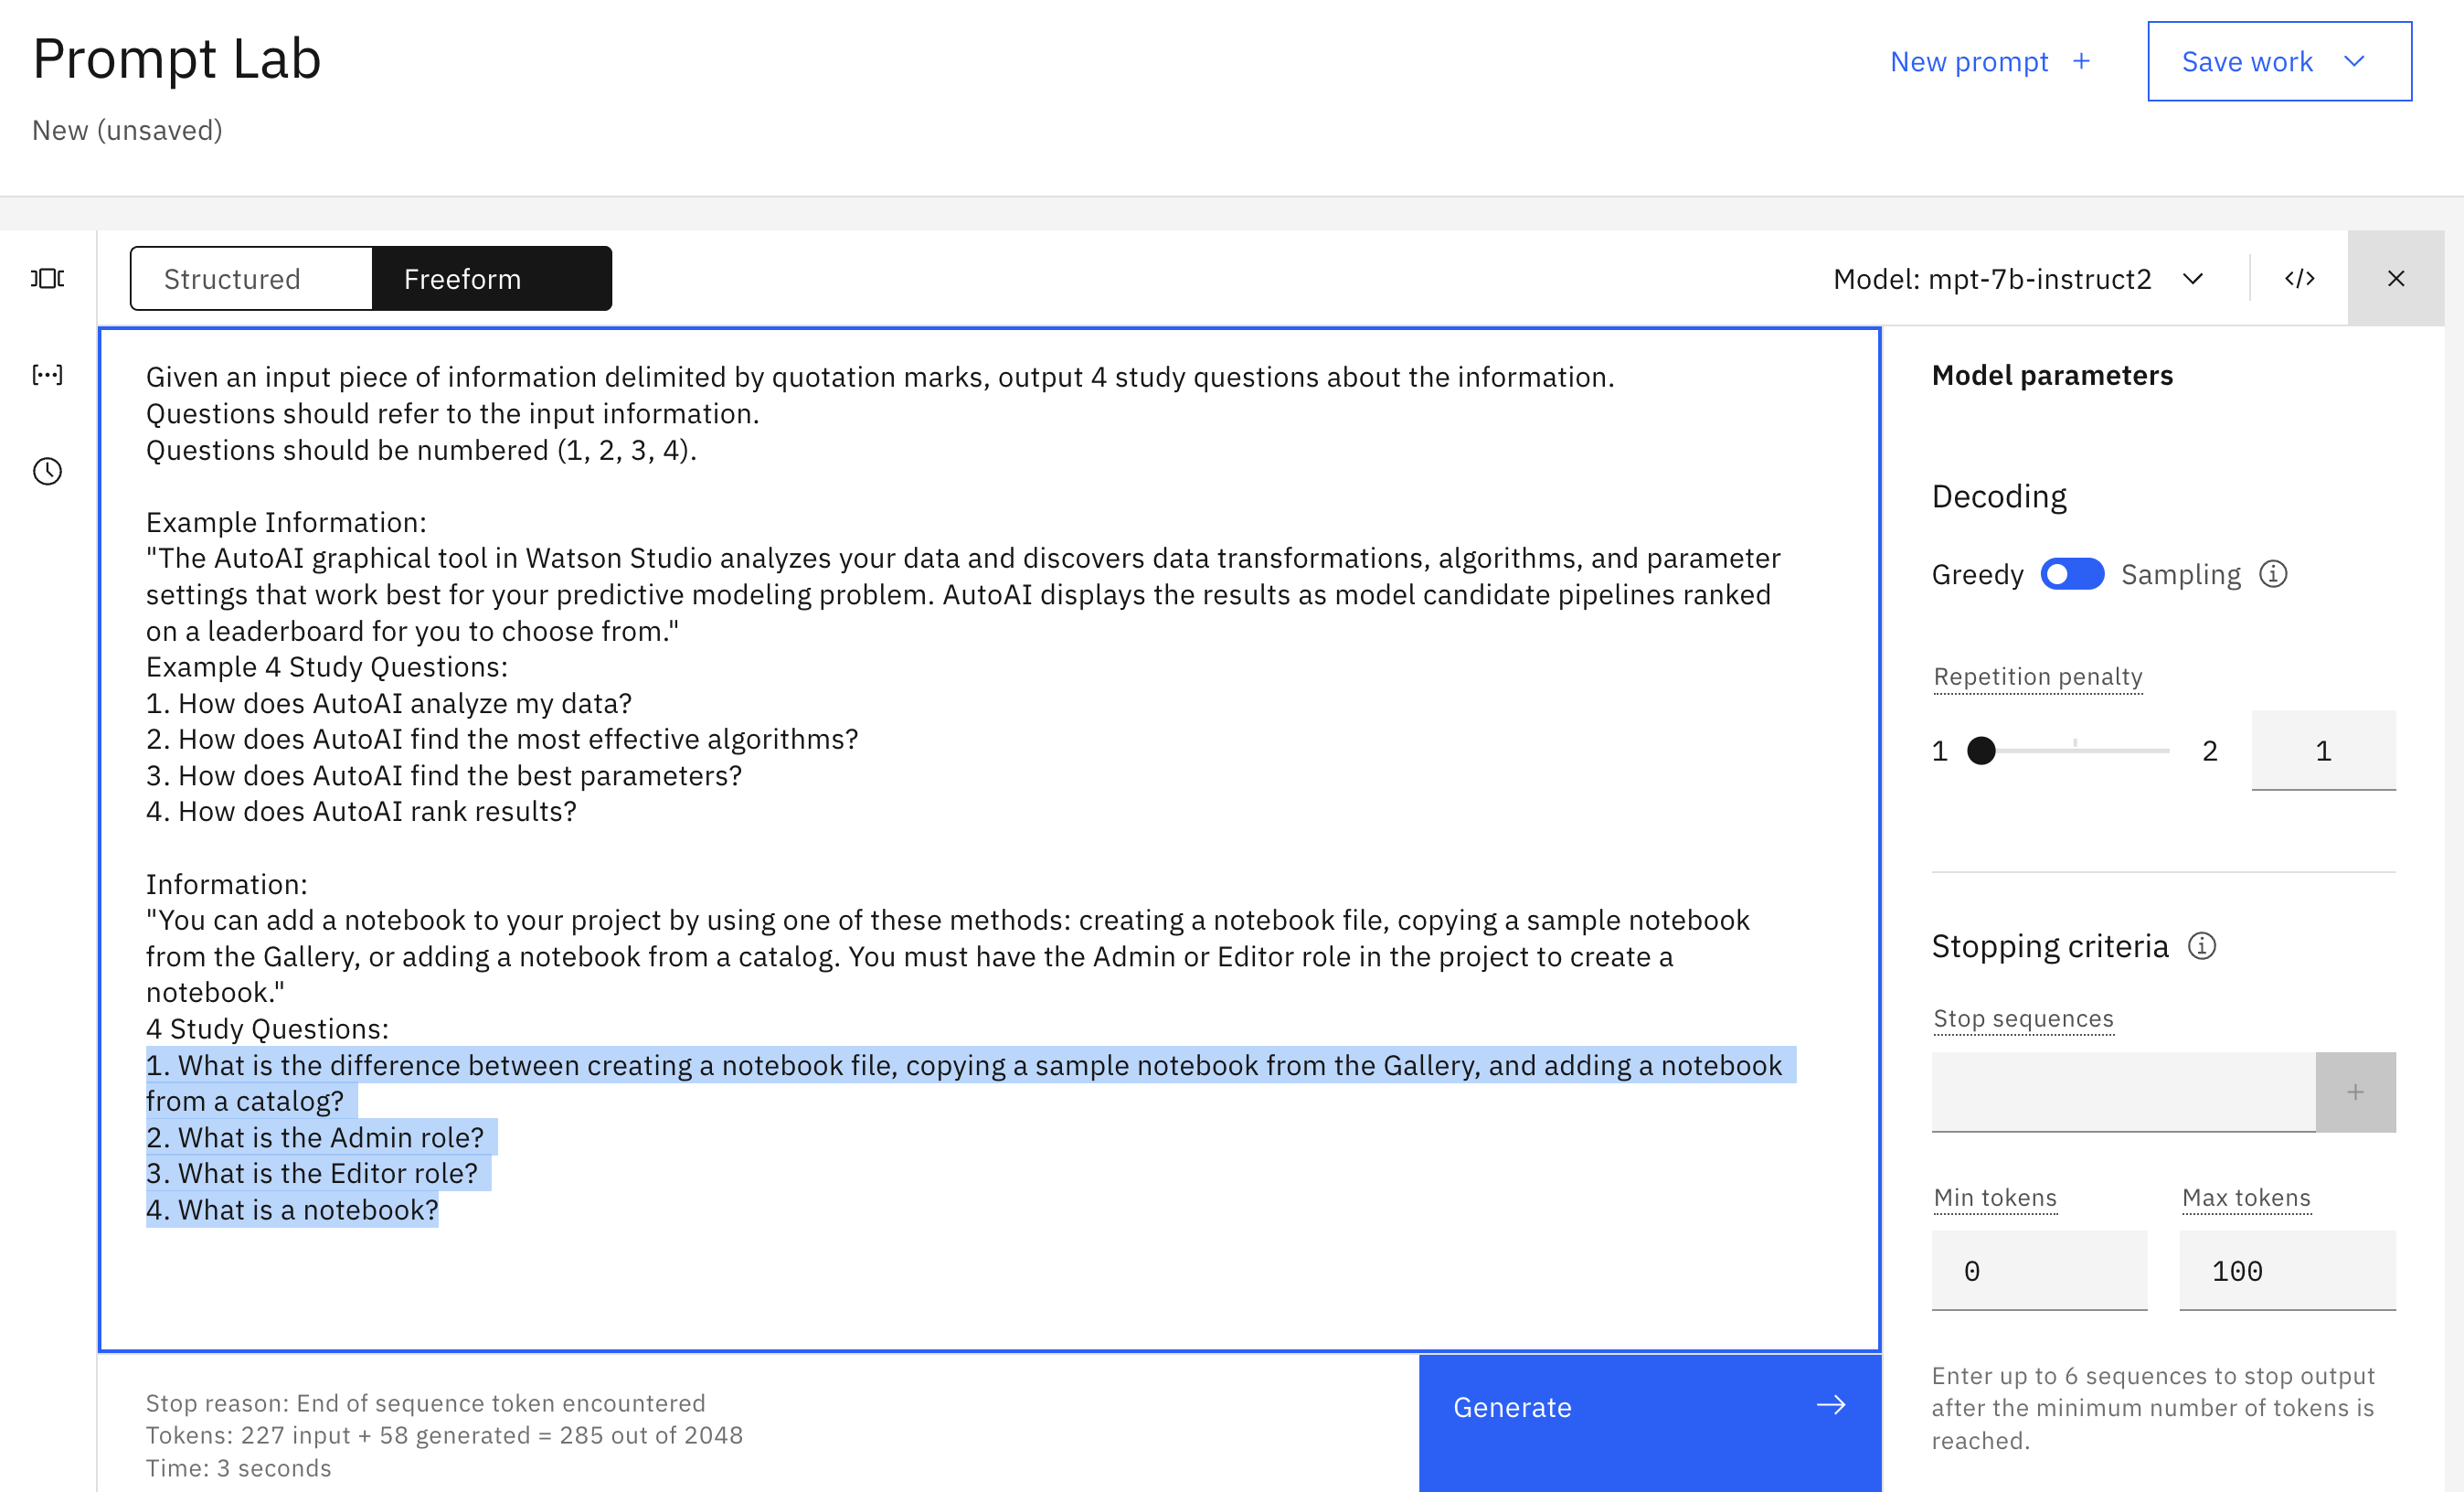 Prompt Lab
New (unsaved)
New prompt +
Save work
Structured
Freeform
Model: mpt-7b-instruct2
</>
Given an input piece of information delimited by quotation marks, output 4 study questions about the information.
Questions should refer to the input information.
Questions should be numbered (1, 2, 3, 4).
Example Information:
"The AutoAI graphical tool in Watson Studio analyzes your data and discovers data transformations, algorithms, and parameter
settings that work best for your predictive modeling problem. AutoAI displays the results as model candidate pipelines ranked
on a leaderboard for you to choose from."
Example 4 Study Questions:
1. How does AutoAI analyze my data?
2. How does AutoAI find the most effective algorithms?
3. How does AutoAI find the best parameters?
4. How does AutoAI rank results?
Information:
"You can add a notebook to your project by using one of these methods: creating a notebook file, copying a sample notebook
from the Gallery, or adding a notebook from a catalog. You must have the Admin or Editor role in the project to create a
notebook."
4 Study Questions:
1. What is the difference between creating a notebook file, copying a sample notebook from the Gallery, and adding a notebook
from a catalog?
2. What is the Admin role?
3. What is the Editor role?
4. What is a notebook?
Stop reason: End of sequence token encountered
Tokens: 227 input + 58 generated = 285 out of 2048
Time: 3 seconds
Generate
Model parameters
Decoding
Greedy
Sampling
Repetition penalty
1
2
1
Stopping criteria
Stop sequences
+
Min tokens
Max tokens
0
100
Enter up to 6 sequences to stop output
after the minimum number of tokens is
reached.